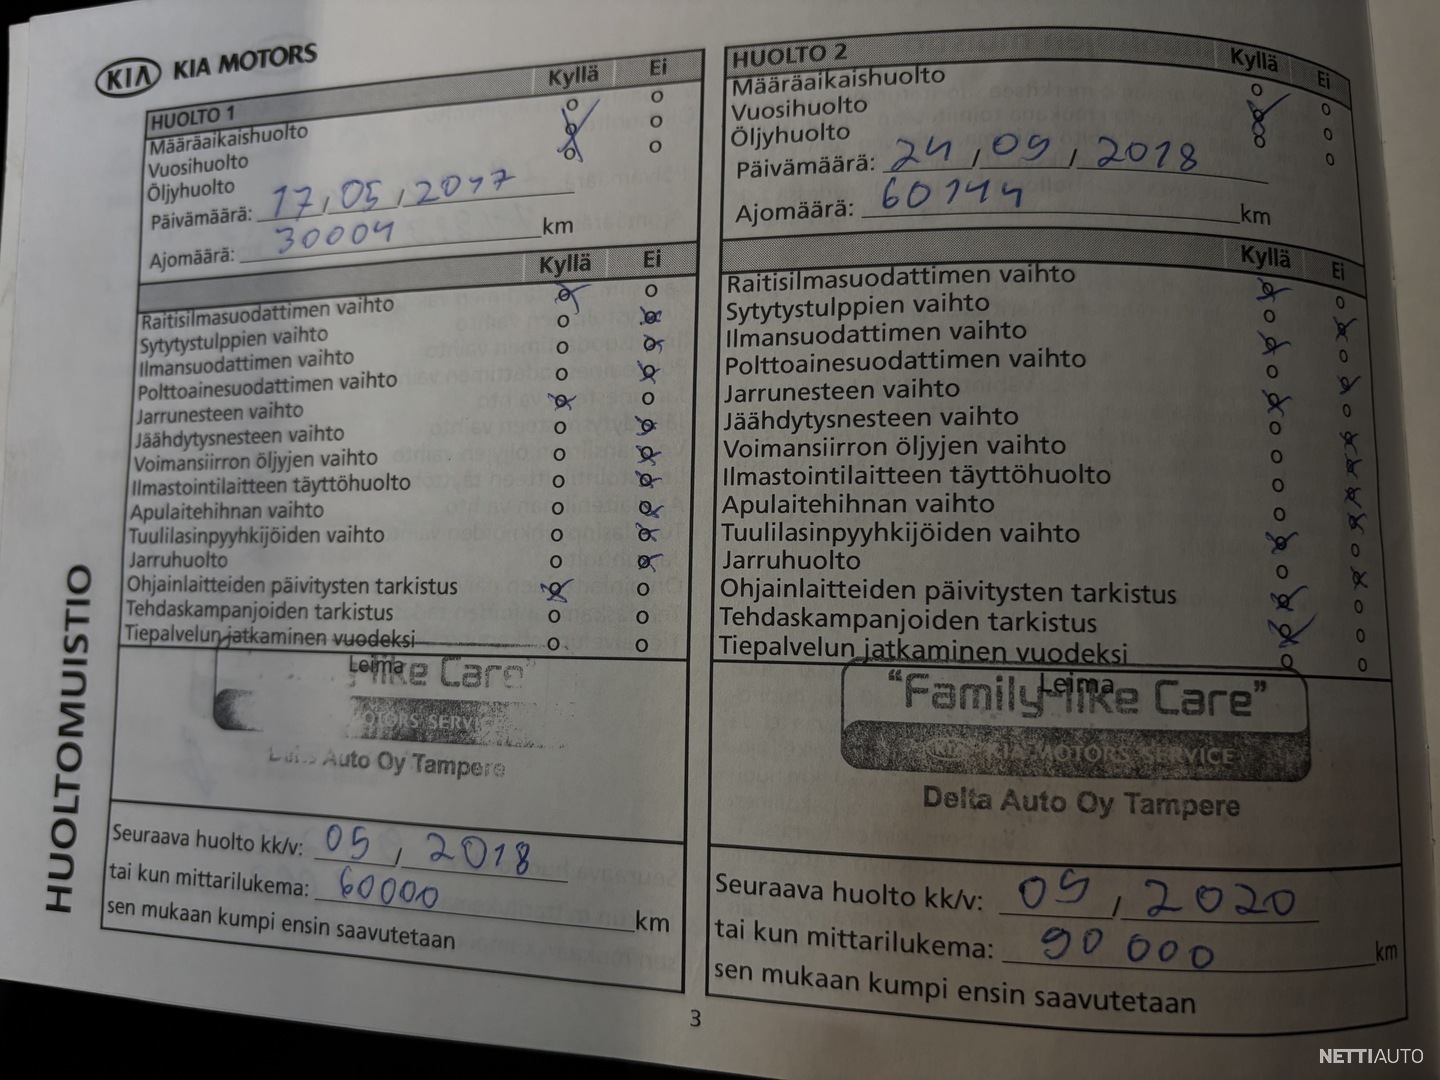 KIA KIA MOTORS
HUOLTO 1 Kyllä Ei
Määräaikaishuolto
Vuosihuolto
Öljyhuolto
Päivämäärä: 17,05,2017
Ajomäärä: 30004 km
Kyllä Ei
Raitisilmasuodattimen vaihto
Sytytystulppien vaihto
Ilmansuodattimen vaihto
Polttoainesuodattimen vaihto
Jarrunesteen vaihto
Jäähdytysnesteen vaihto
Voimansiirron öljyjen vaihto
Ilmastointilaitteen täyttöhuolto
Apulaitehihnan vaihto
Tuulilasinpyyhkijöiden vaihto
Jarruhuolto
Ohjainlaitteiden päivitysten tarkistus
Tehdaskampanjoiden tarkistus
Tiepalvelun jatkaminen vuodeksi
Leima
like Care"
MOTORS SERVICE
Delta Auto Oy Tampere
Seuraava huolto kk/v: 05, 2018
tai kun mittarilukema: 60000 km
sen mukaan kumpi ensin saavutetaan
HUOLTO 2 Kyllä Ei
Määräaikaishuolto
Vuosihuolto
Öljyhuolto
Päivämäärä: 24,09,2018
Ajomäärä: 60144 km
Kyllä Ei
Raitisilmasuodattimen vaihto
Sytytystulppien vaihto
Ilmansuodattimen vaihto
Polttoainesuodattimen vaihto
Jarrunesteen vaihto
Jäähdytysnesteen vaihto
Voimansiirron öljyjen vaihto
Ilmastointilaitteen täyttöhuolto
Apulaitehihnan vaihto
Tuulilasinpyyhkijöiden vaihto
Jarruhuolto
Ohjainlaitteiden päivitysten tarkistus
Tehdaskampanjoiden tarkistus
Tiepalvelun jatkaminen vuodeksi
Leima
"Family-like Care"
KIA KIA MOTORS SERVICE
Delta Auto Oy Tampere
Seuraava huolto kk/v: 09, 2020
tai kun mittarilukema: 90 000 km
sen mukaan kumpi ensin saavutetaan
HUOLTOMUISTIO
3
NETTIAUTO